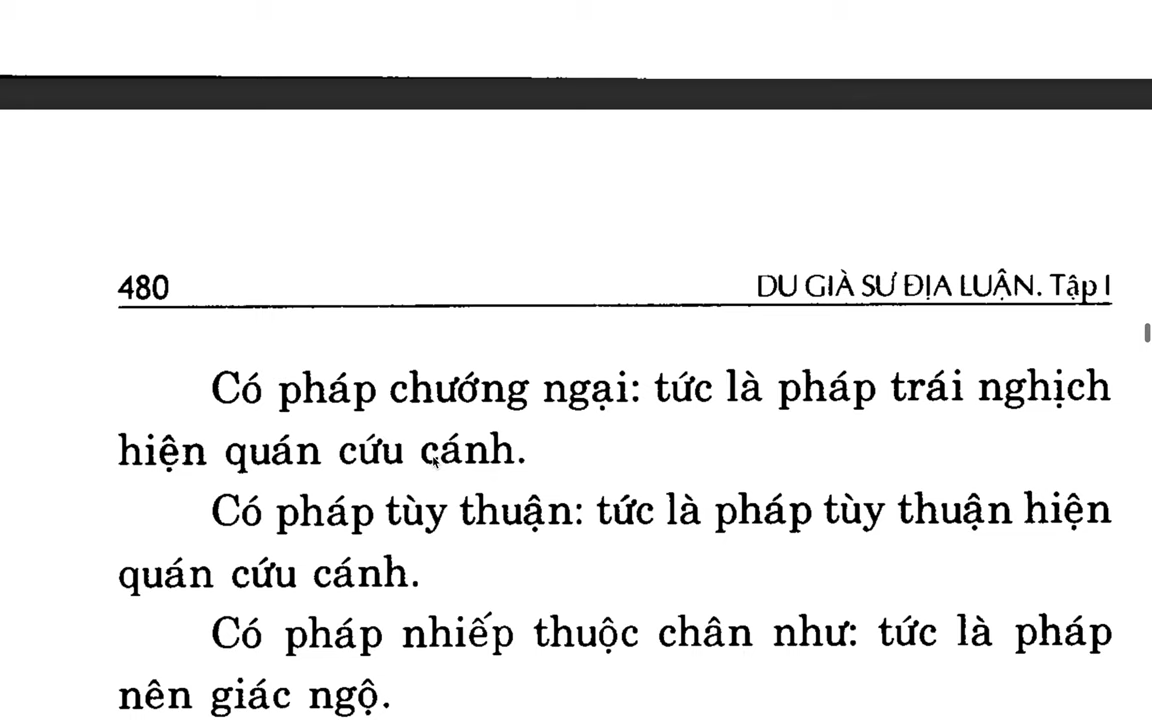 480
DU GIÀ SƯ ĐỊA LUẬN. Tập I
Có pháp chướng ngại: tức là pháp trái nghịch
hiện quán cứu cánh.
Có pháp tùy thuận: tức là pháp tùy thuận hiện
quán cứu cánh.
Có pháp nhiếp thuộc chân như: tức là pháp
nên giác ngộ.